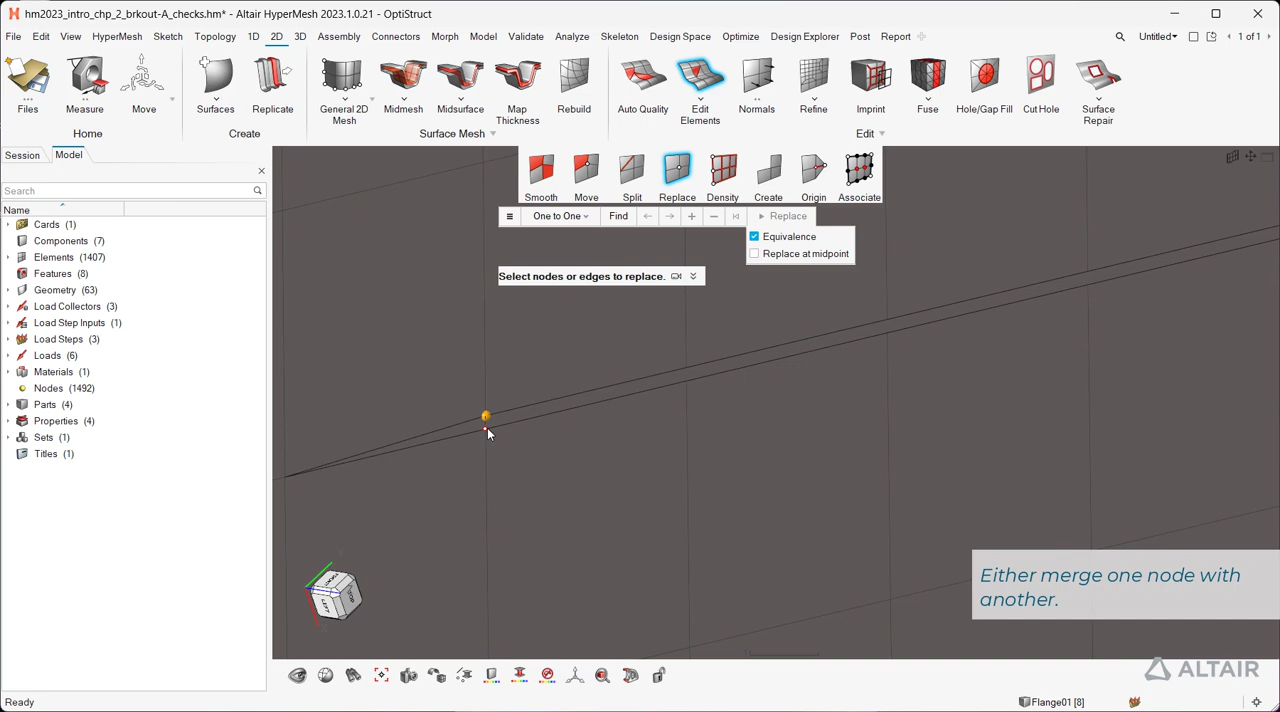 hm2023_intro_chp_2_brkout-A_checks.hm* - Altair HyperMesh 2023.1.0.21 - OptiStruct
File Edit View HyperMesh Sketch Topology 1D 2D 3D Assembly Connectors Morph Model Validate Analyze Skeleton Design Space Optimize Design Explorer Post Report Untitled 1 of 1
Files Measure Move Surfaces Replicate General 2D Mesh Midmesh Midsurface Map Thickness Rebuild Auto Quality Edit Elements Normals Refine Imprint Fuse Hole/Gap Fill Cut Hole Surface Repair
Home Create Surface Mesh Edit
Session Model
Smooth Move Split Replace Density Create Origin Associate
Search
Name
One to One Find Replace
Equivalence
Replace at midpoint
Select nodes or edges to replace.
Cards (1)
Components (7)
Elements (1407)
Features (8)
Geometry (63)
Load Collectors (3)
Load Step Inputs (1)
Load Steps (3)
Loads (6)
Materials (1)
Nodes (1492)
Parts (4)
Properties (4)
Sets (1)
Titles (1)
LEFT
Either merge one node with
another.
ALTAIR
Ready
Flange01 [8]